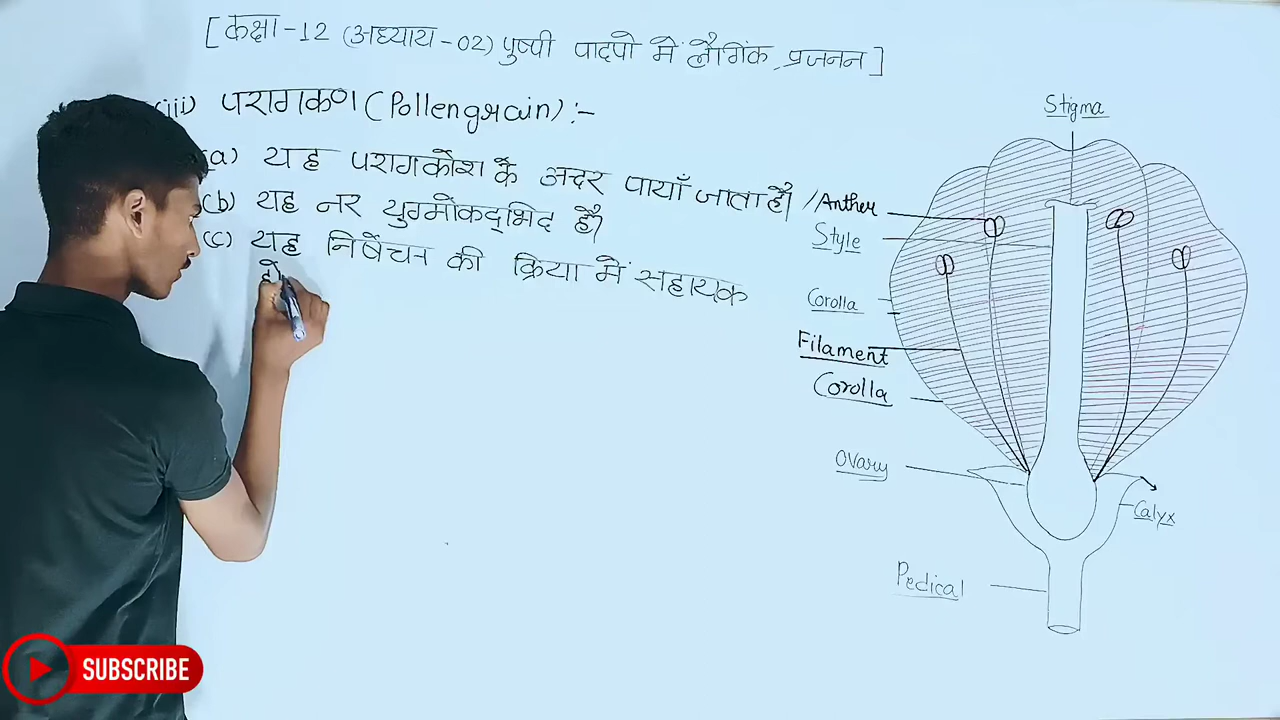 [ कक्षा -12 (अध्याय -02) पुष्पी पादपो में लैगिंक प्रजनन ]
(iii) परागकण (Pollengrain) :-
(a) यह परागकोश के अन्दर पायाँ जाता है।
(b) यह नर युग्मोकद्भिद है।
(c) यह निषेचन की क्रिया में सहायक
हो
Stigma
/Anther
Style
Corolla
Filament
Corolla
Ovary
Calyx
Pedical
SUBSCRIBE